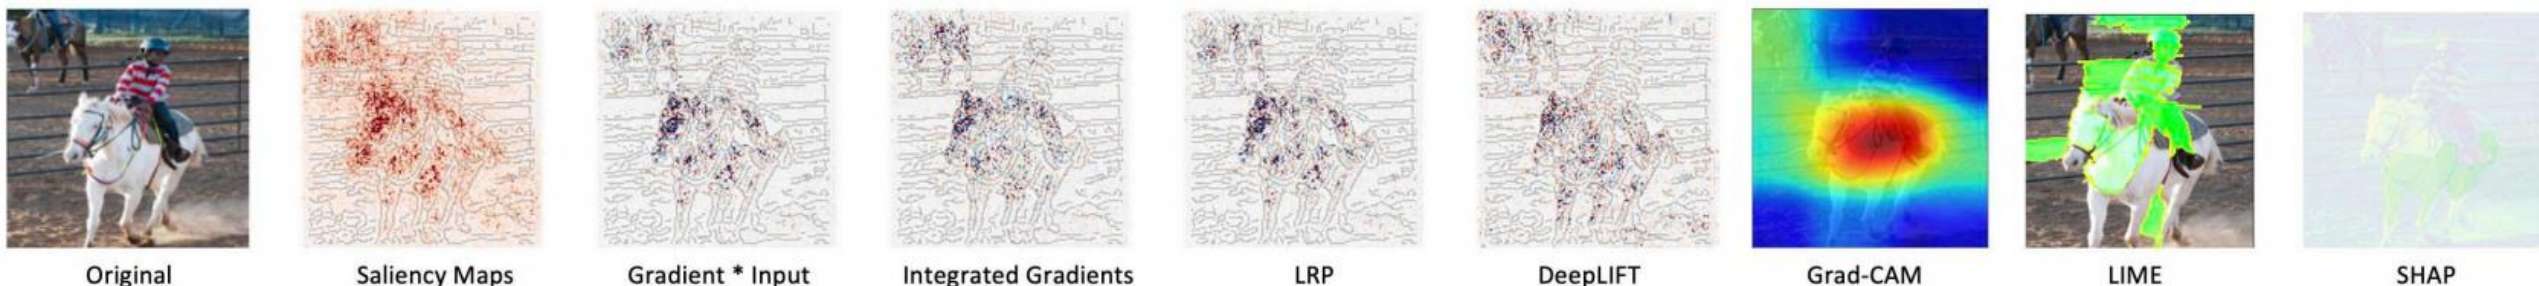 Original
Saliency Maps
Gradient * Input
Integrated Gradients
LRP
DeepLIFT
Grad-CAM
LIME
SHAP